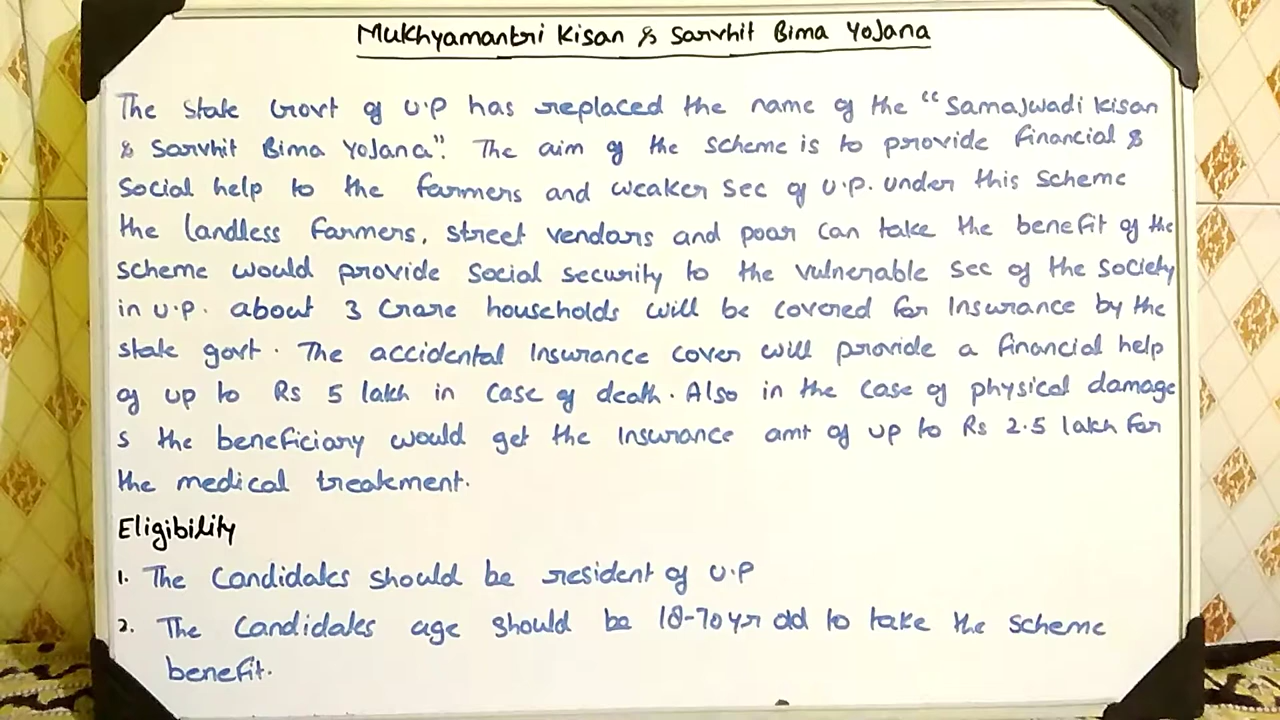 Mukhyamantri Kisan & Sarvhit Bima Yojana
The State Govt of U.P has replaced the name of the "Samajwadi Kisan
& Sarvhit Bima Yojana". The aim of the scheme is to provide financial &
social help to the farmers and weaker sec of U.P. under this scheme
the landless farmers, street vendors and poor can take the benefit of the
scheme would provide social security to the vulnerable sec of the society
in U.P. about 3 Crore households will be covered for Insurance by the
state govt. The accidental Insurance cover will provide a financial help
of up to Rs 5 lakh in case of death. Also in the case of physical damage
s the beneficiary would get the Insurance amt of up to Rs 2.5 lakh for
the medical treatment.
Eligibility
1. The Candidates should be resident of U.P
2. The Candidates age should be 18-70yr old to take the scheme
benefit.